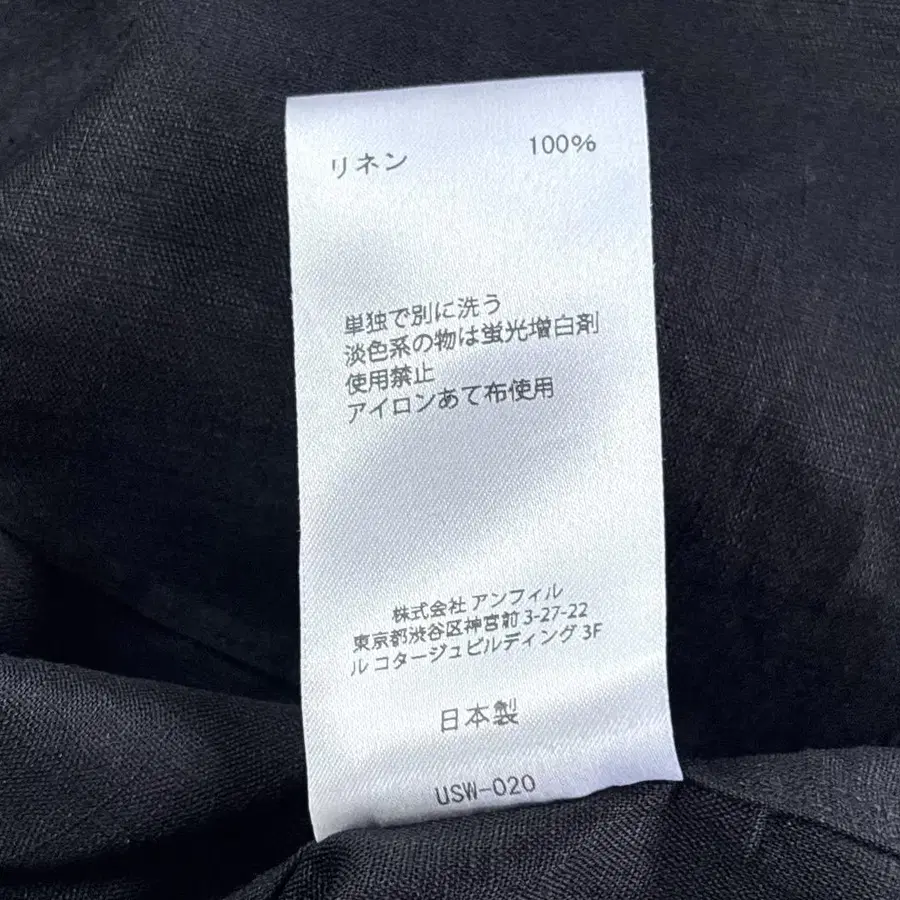 リネン 100%
単独で別に洗う
淡色系の物は蛍光増白剤
使用禁止
アイロンあて布使用
株式会社 アンフィル
東京都渋谷区神宮前 3-27-22
ル コタージュビルディング 3F
日本製
USW-020